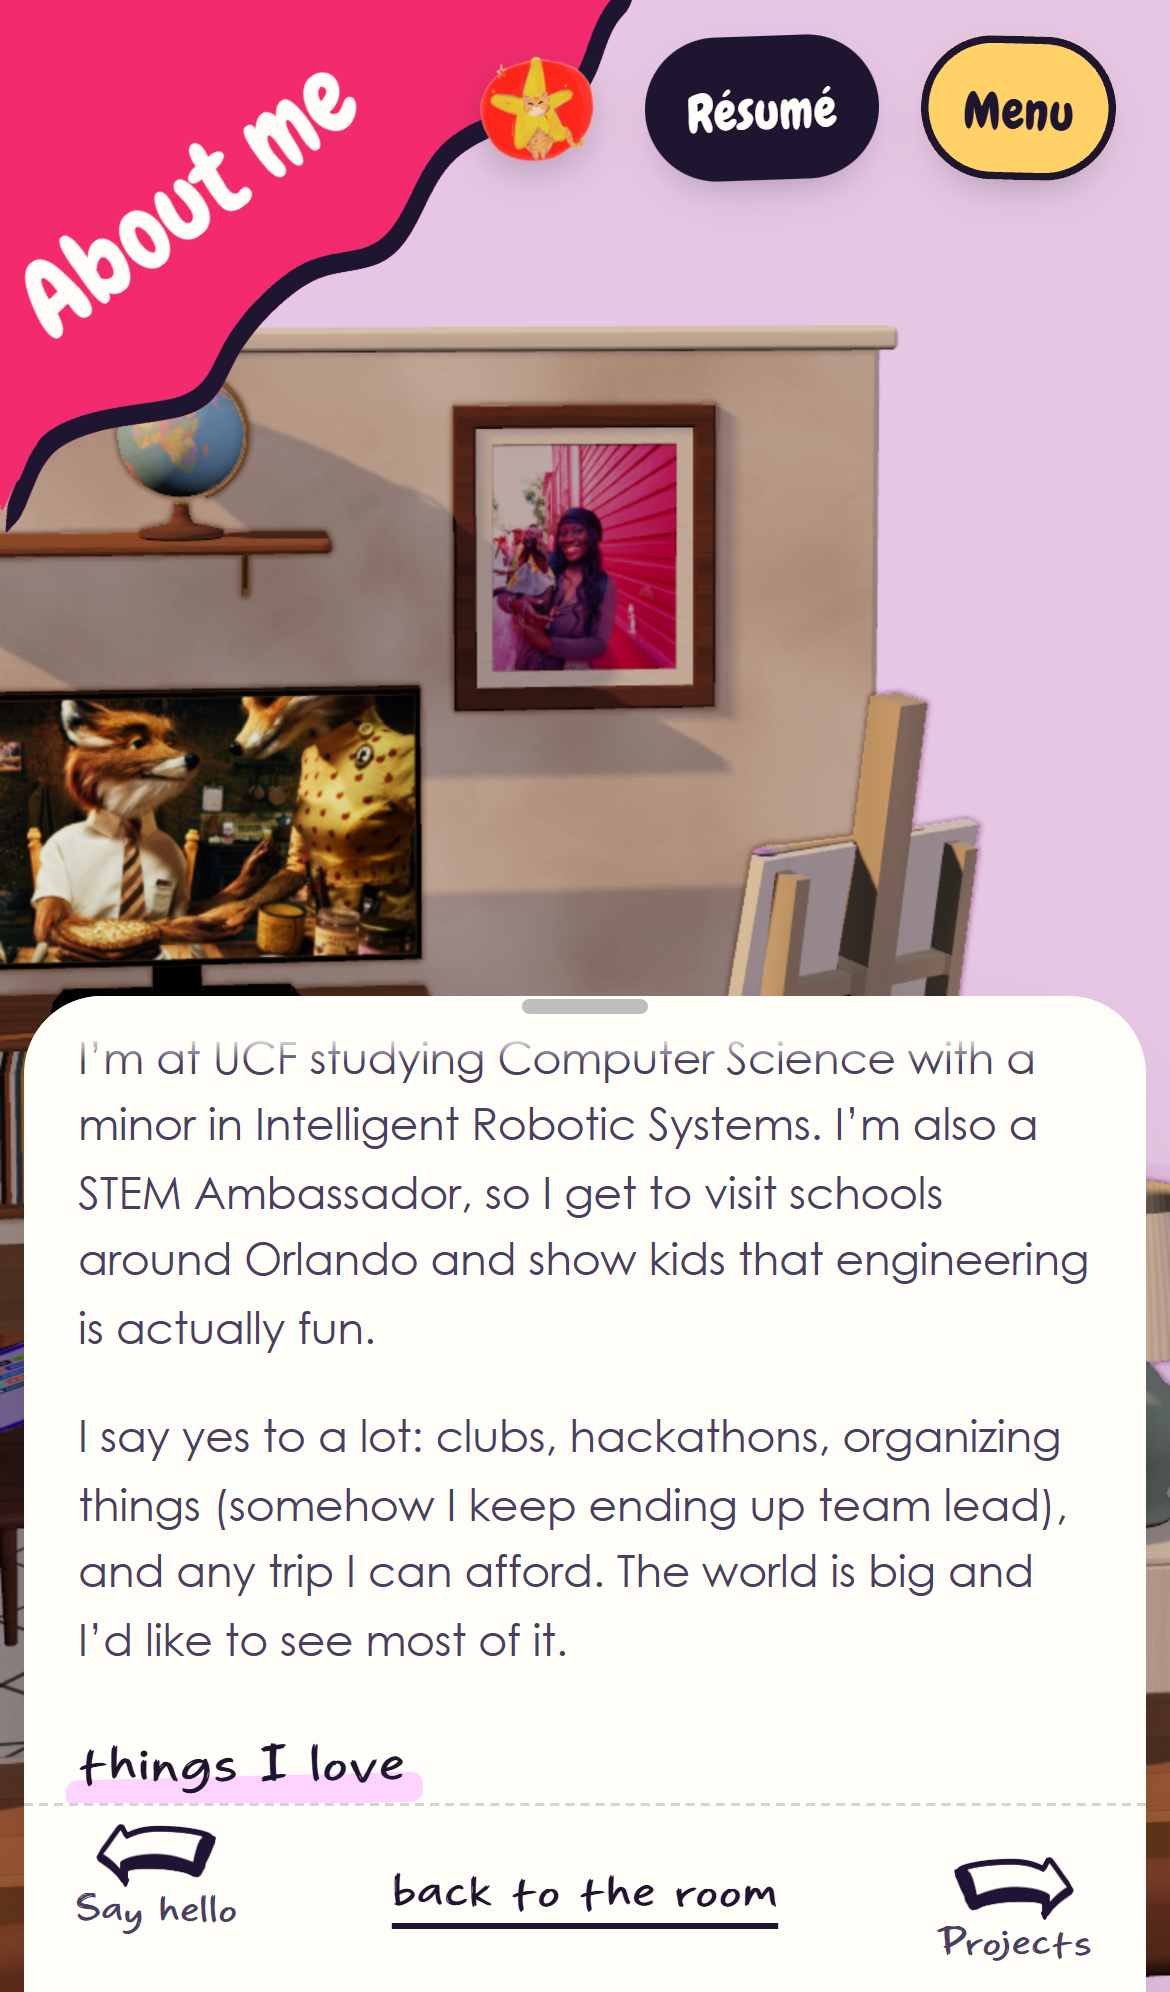 About me
Résumé
Menu
I’m at UCF studying Computer Science with a
minor in Intelligent Robotic Systems. I’m also a
STEM Ambassador, so I get to visit schools
around Orlando and show kids that engineering
is actually fun.
I say yes to a lot: clubs, hackathons, organizing
things (somehow I keep ending up team lead),
and any trip I can afford. The world is big and
I’d like to see most of it.
things I love
Say hello
back to the room
Projects